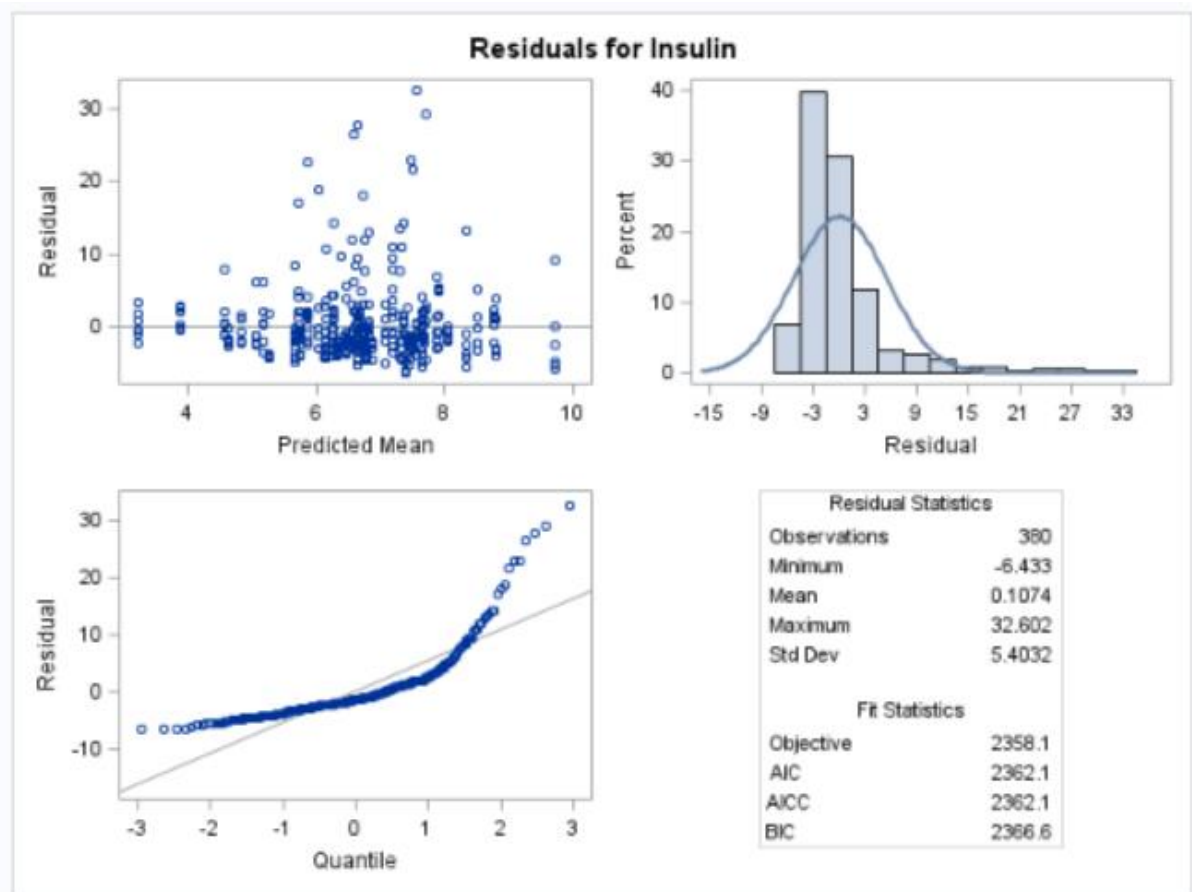 Residuals for Insulin
30
20
10
0
Residual
4
6
8
10
Predicted Mean
40
30
20
10
0
Percent
-15
-9
-3
3
9
15
21
27
33
Residual
30
20
10
0
-10
Residual
-3
-2
-1
0
1
2
3
Quantile
Residual Statistics
Observations 380
Minimum -6.433
Mean 0.1074
Maximum 32.602
Std Dev 5.4032
Fit Statistics
Objective 2358.1
AIC 2362.1
AICC 2362.1
BIC 2366.6